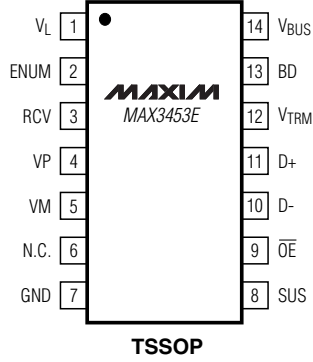 VL 1 14 VBUS
ENUM 2 MAXIM 13 BD
RCV 3 MAX3453E 12 VTRM
VP 4 11 D+
VM 5 10 D-
N.C. 6 9 O̅E̅
GND 7 8 SUS
TSSOP